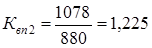 Kвп2 = 1078/880 = 1,225